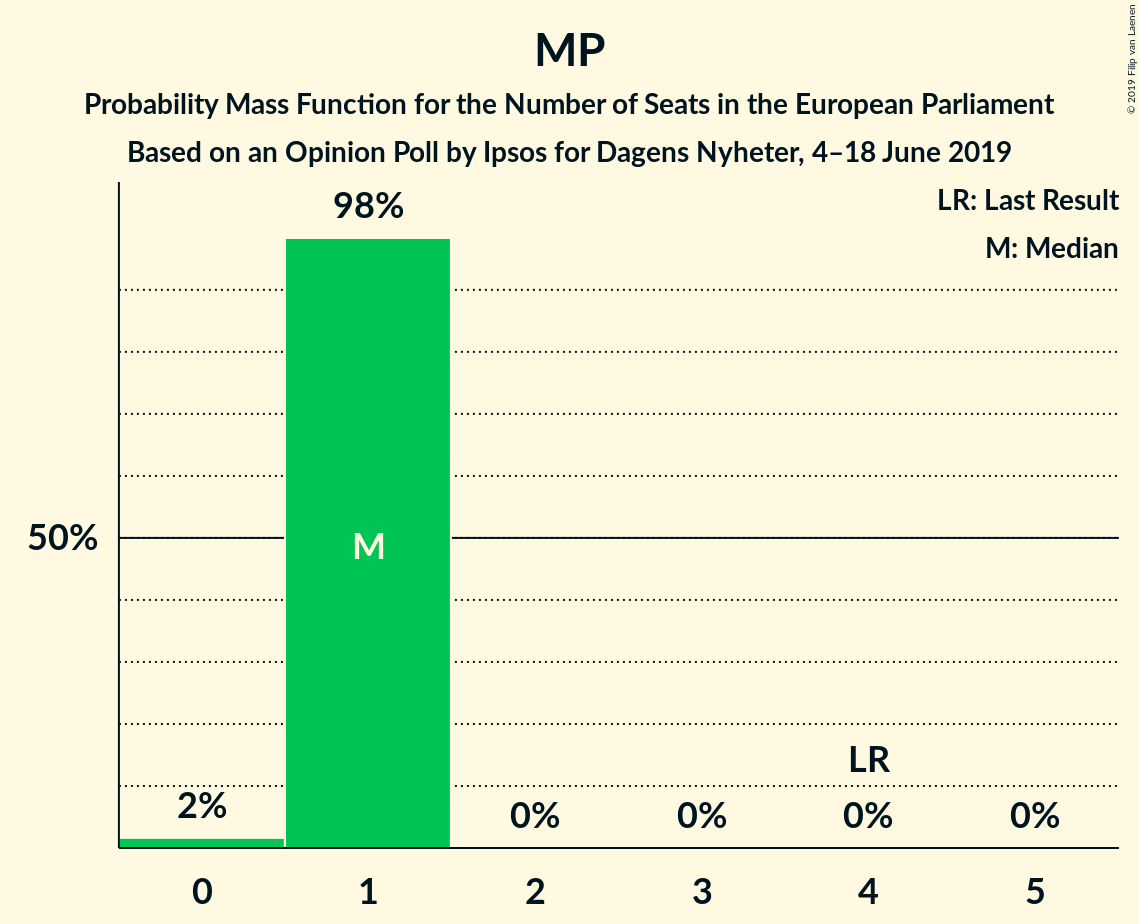 MP
Probability Mass Function for the Number of Seats in the European Parliament
Based on an Opinion Poll by Ipsos for Dagens Nyheter, 4–18 June 2019
© 2019 Filip van Laenen
LR: Last Result
M: Median
98%
50%
M
LR
2%
0%
0%
0%
0%
0
1
2
3
4
5